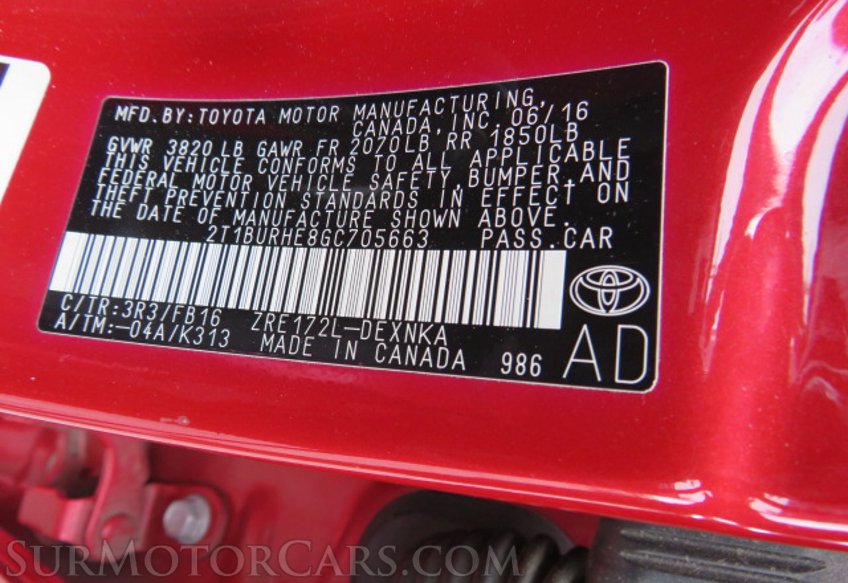 MFD. BY: TOYOTA MOTOR MANUFACTURING,
CANADA, INC. 06/16
GVWR 3820 LB GAWR FR 2070LB RR 1850LB
THIS VEHICLE CONFORMS TO ALL APPLICABLE
FEDERAL MOTOR VEHICLE SAFETY, BUMPER, AND
THEFT PREVENTION STANDARDS IN EFFECT ON
THE DATE OF MANUFACTURE SHOWN ABOVE.
2T1BURHE8GC705663 PASS.CAR
C/TR:3R3/FB16 ZRE172L-DEXNKA
A/TM:-04A/K313 MADE IN CANADA 986 AD
SURMOTORCARS.COM